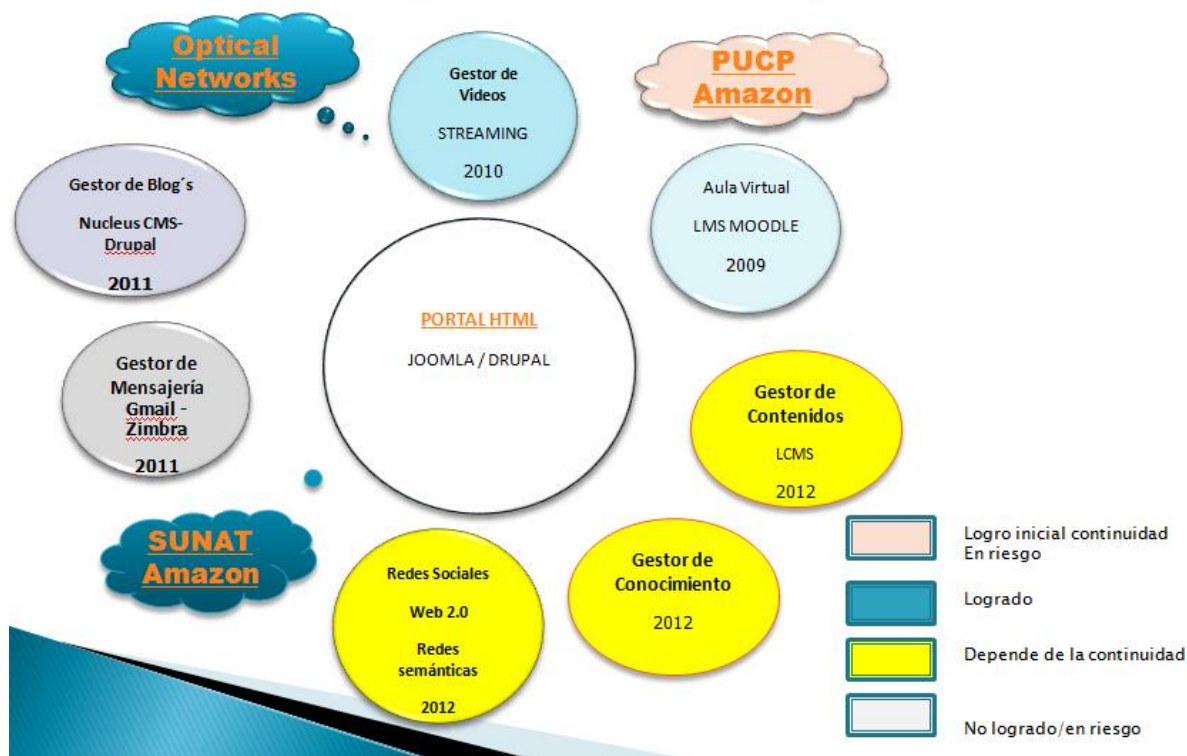 Optical
Networks
Gestor de
Videos
STREAMING
2010
PUCP
Amazon
Gestor de Blog´s
Nucleus CMS-
Drupal
2011
Aula Virtual
LMS MOODLE
2009
PORTAL HTML
JOOMLA / DRUPAL
Gestor de
Mensajería
Gmail -
Zimbra
2011
Gestor de
Contenidos
LCMS
2012
SUNAT
Amazon
Redes Sociales
Web 2.0
Redes
semánticas
2012
Gestor de
Conocimiento
2012
Logro inicial continuidad
En riesgo
Logrado
Depende de la continuidad
No logrado/en riesgo